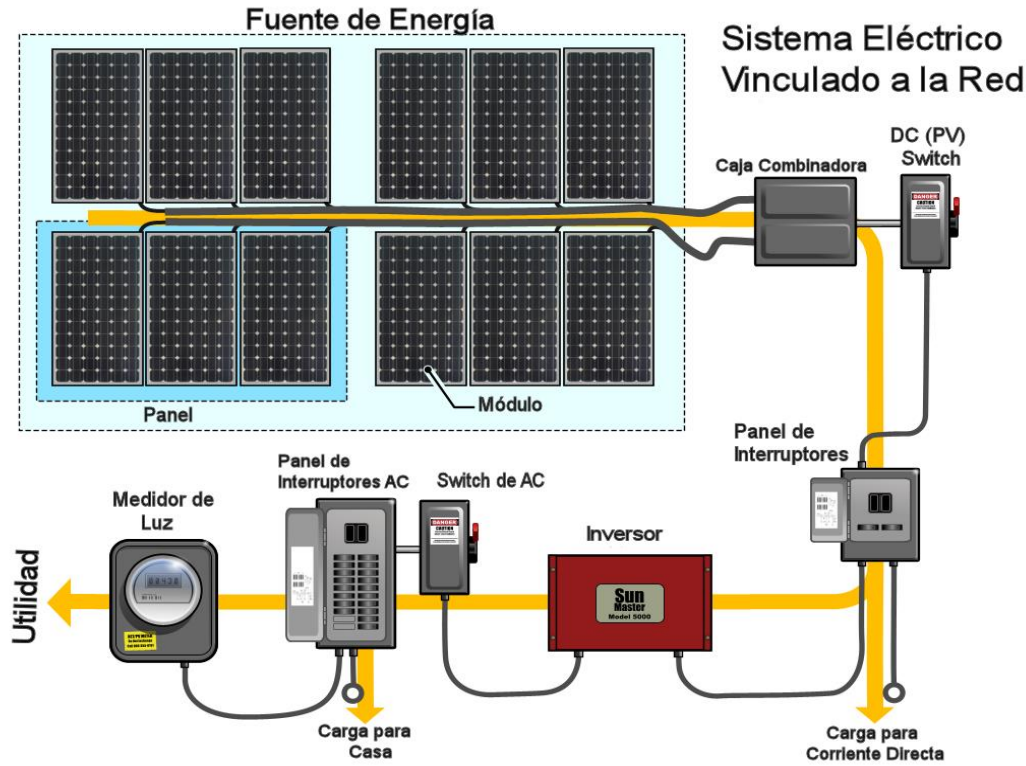 Fuente de Energía
Sistema Eléctrico
Vinculado a la Red
DC (PV)
Switch
Caja Combinadora
DANGER
CAUTION
Panel
Módulo
Panel de
Interruptores
Panel de
Interruptores AC
Switch de AC
Medidor de
Luz
DANGER
CAUTION
Inversor
Sun
Master
Model 5000
Utilidad
Carga para
Casa
Carga para
Corriente Directa